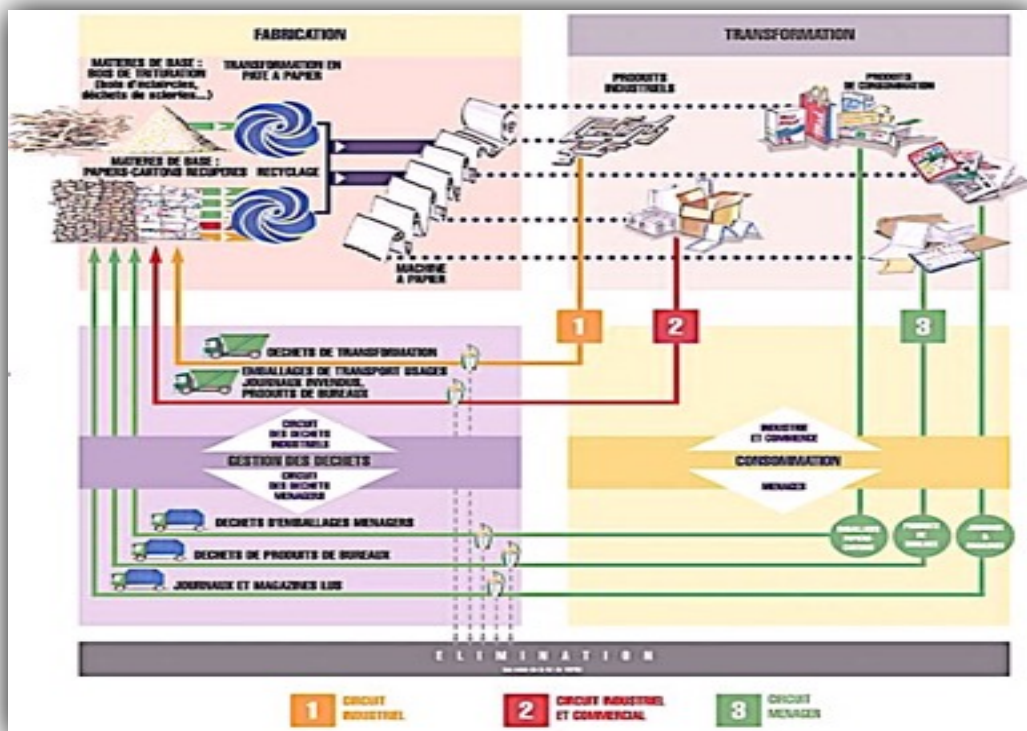 FABRICATION
TRANSFORMATION
MATIERES DE BASE :
BOIS DE TRITURATION
(bois d'éclaircies,
déchets de scieries...)
TRANSFORMATION EN
PATE A PAPIER
PRODUITS
INDUSTRIELS
PRODUITS
DE CONSOMMATION
MATIERES DE BASE :
PAPIERS-CARTONS RECUPERES
RECYCLAGE
MACHINE
A PAPIER
1
2
3
DECHETS DE TRANSFORMATION
EMBALLAGES DE TRANSPORT USAGES
JOURNAUX INVENDUS,
PRODUITS DE BUREAUX
CIRCUIT
DES DECHETS
INDUSTRIELS
INDUSTRIE
ET COMMERCE
GESTION DES DECHETS
CONSOMMATION
CIRCUIT
DES DECHETS
MENAGERS
MENAGES
DECHETS D'EMBALLAGES MENAGERS
DECHETS DE PRODUITS DE BUREAUX
JOURNAUX ET MAGAZINES LUS
ELIMINATION
1
CIRCUIT
INDUSTRIEL
2
CIRCUIT INDUSTRIEL
ET COMMERCIAL
3
CIRCUIT
MENAGER